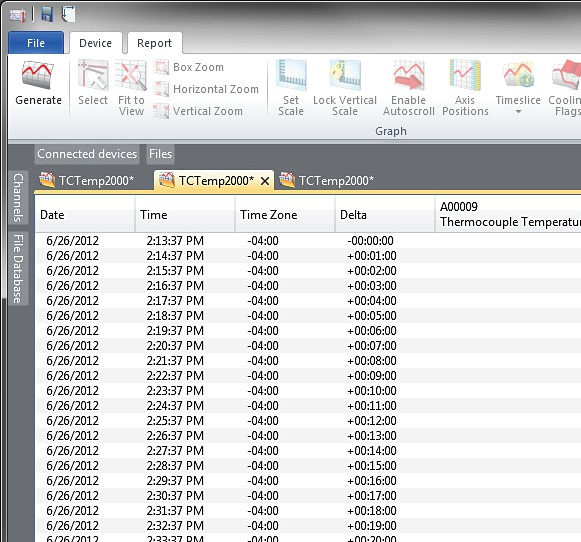 File Device Report
Box Zoom
Horizontal Zoom
Vertical Zoom
Generate Select Fit to View Set Scale Lock Vertical Scale Enable Autoscroll Axis Positions Timeslice Flags
Graph
Connected devices Files
Channels
File Database
TCTemp2000* TCTemp2000* TCTemp2000*
Date Time Time Zone Delta A00009
Thermocouple
6/26/2012 2:13:37 PM -04:00 -00:00:00
6/26/2012 2:14:37 PM -04:00 +00:01:00
6/26/2012 2:15:37 PM -04:00 +00:02:00
6/26/2012 2:16:37 PM -04:00 +00:03:00
6/26/2012 2:17:37 PM -04:00 +00:04:00
6/26/2012 2:18:37 PM -04:00 +00:05:00
6/26/2012 2:19:37 PM -04:00 +00:06:00
6/26/2012 2:20:37 PM -04:00 +00:07:00
6/26/2012 2:21:37 PM -04:00 +00:08:00
6/26/2012 2:22:37 PM -04:00 +00:09:00
6/26/2012 2:23:37 PM -04:00 +00:10:00
6/26/2012 2:24:37 PM -04:00 +00:11:00
6/26/2012 2:25:37 PM -04:00 +00:12:00
6/26/2012 2:26:37 PM -04:00 +00:13:00
6/26/2012 2:27:37 PM -04:00 +00:14:00
6/26/2012 2:28:37 PM -04:00 +00:15:00
6/26/2012 2:29:37 PM -04:00 +00:16:00
6/26/2012 2:30:37 PM -04:00 +00:17:00
6/26/2012 2:31:37 PM -04:00 +00:18:00
6/26/2012 2:32:37 PM -04:00 +00:19:00
6/26/2012 2:33:37 PM -04:00 +00:20:00